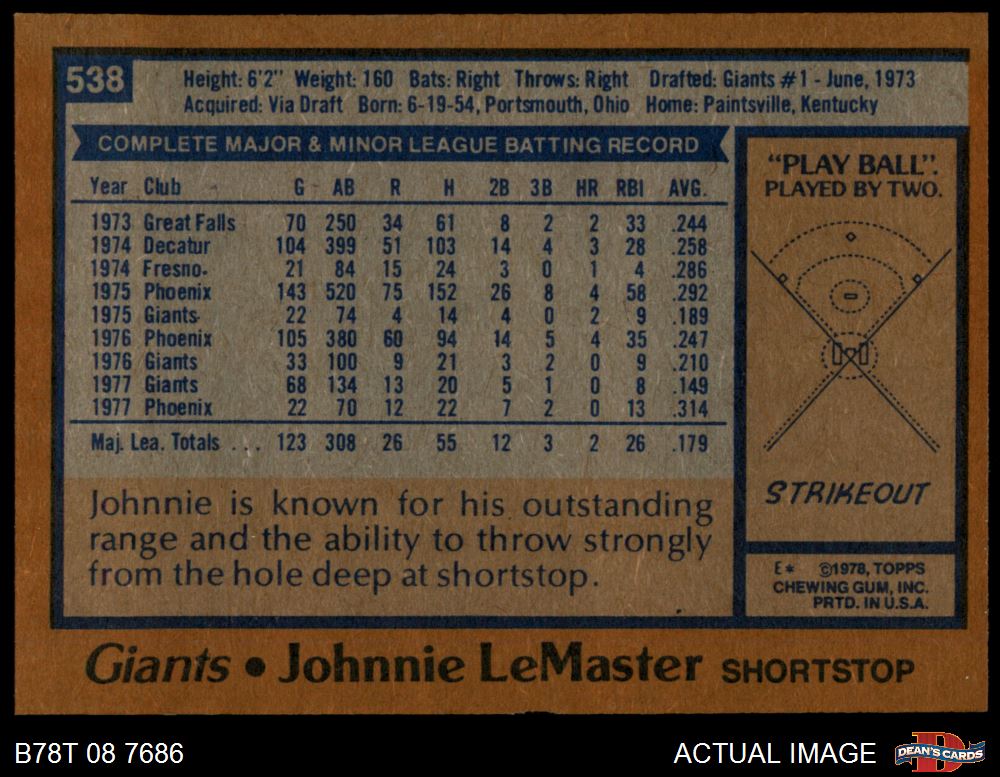 538
Height: 6'2" Weight: 160 Bats: Right Throws: Right Drafted: Giants #1 - June, 1973
Acquired: Via Draft Born: 6-19-54, Portsmouth, Ohio Home: Paintsville, Kentucky
COMPLETE MAJOR & MINOR LEAGUE BATTING RECORD
Year Club G AB R H 2B 3B HR RBI AVG.
1973 Great Falls 70 250 34 61 8 2 2 33 .244
1974 Decatur 104 399 51 103 14 4 3 28 .258
1974 Fresno 21 84 15 24 3 0 1 4 .286
1975 Phoenix 143 520 75 152 26 8 4 58 .292
1975 Giants 22 74 4 14 4 0 2 9 .189
1976 Phoenix 105 380 60 94 14 5 4 35 .247
1976 Giants 33 100 9 21 3 2 0 9 .210
1977 Giants 68 134 13 20 5 1 0 8 .149
1977 Phoenix 22 70 12 22 7 2 0 13 .314
Maj. Lea. Totals . . . 123 308 26 55 12 3 2 26 .179
Johnnie is known for his outstanding
range and the ability to throw strongly
from the hole deep at shortstop.
"PLAY BALL".
PLAYED BY TWO.
STRIKEOUT
E* ©1978, TOPPS
CHEWING GUM, INC.
PRTD. IN U.S.A.
Giants • Johnnie LeMaster SHORTSTOP
B78T 08 7686
ACTUAL IMAGE
D
DEAN'S CARDS